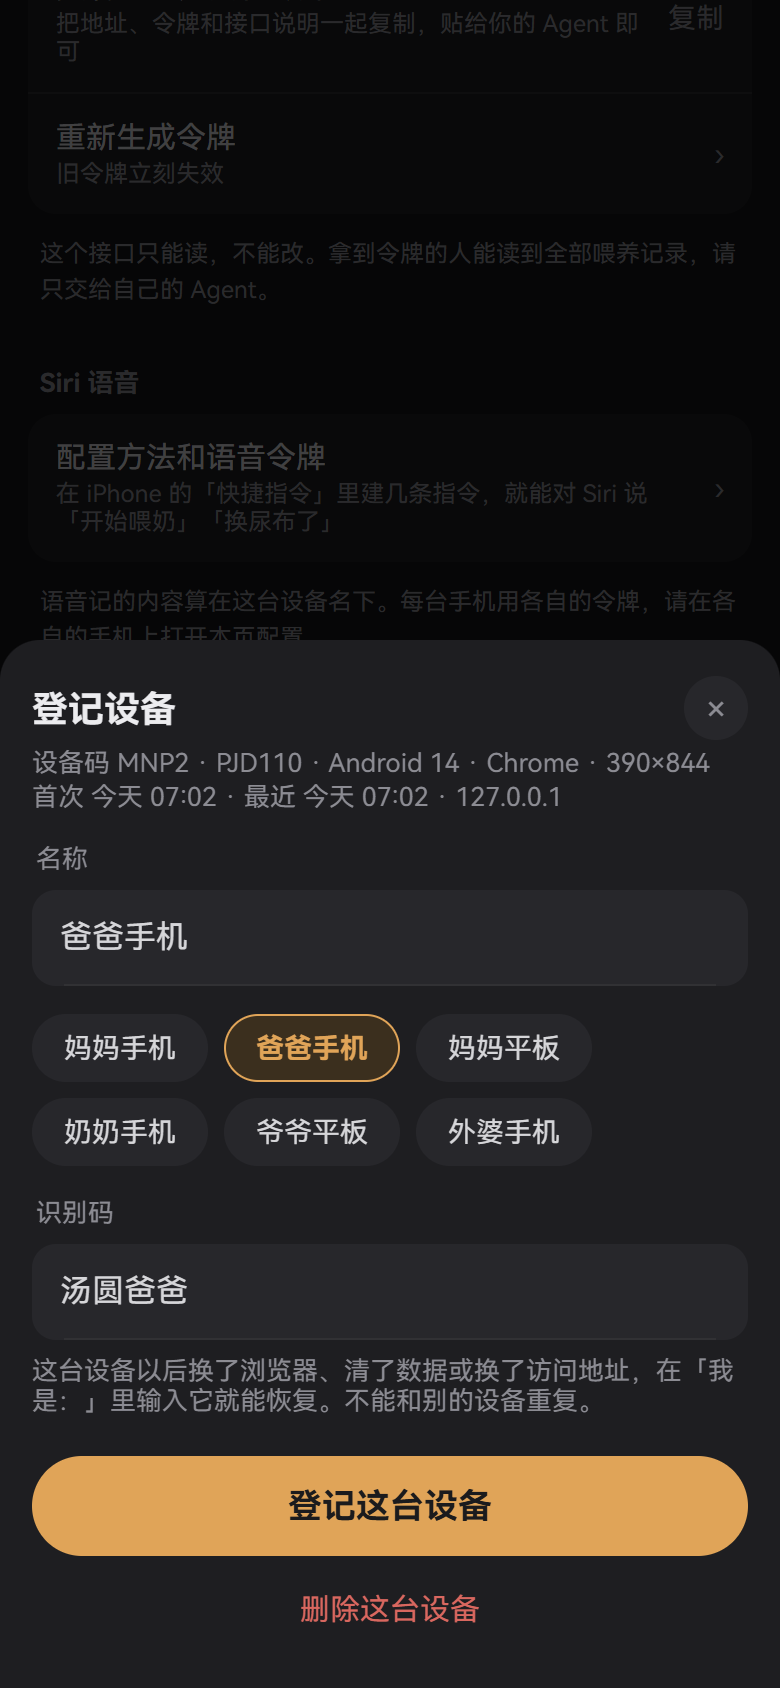 把地址、令牌和接口说明一起复制，贴给你的 Agent 即
可
复制
重新生成令牌
旧令牌立刻失效
这个接口只能读，不能改。拿到令牌的人能读到全部喂养记录，请
只交给自己的 Agent。
Siri 语音
配置方法和语音令牌
在 iPhone 的「快捷指令」里建几条指令，就能对 Siri 说
「开始喂奶」「换尿布了」
语音记的内容算在这台设备名下。每台手机用各自的令牌，请在各
自的手机上打开本页配置
登记设备
设备码 MNP2 · PJD110 · Android 14 · Chrome · 390×844
首次 今天 07:02 · 最近 今天 07:02 · 127.0.0.1
名称
爸爸手机
妈妈手机
爸爸手机
妈妈平板
奶奶手机
爷爷平板
外婆手机
识别码
汤圆爸爸
这台设备以后换了浏览器、清了数据或换了访问地址，在「我
是：」里输入它就能恢复。不能和别的设备重复。
登记这台设备
删除这台设备